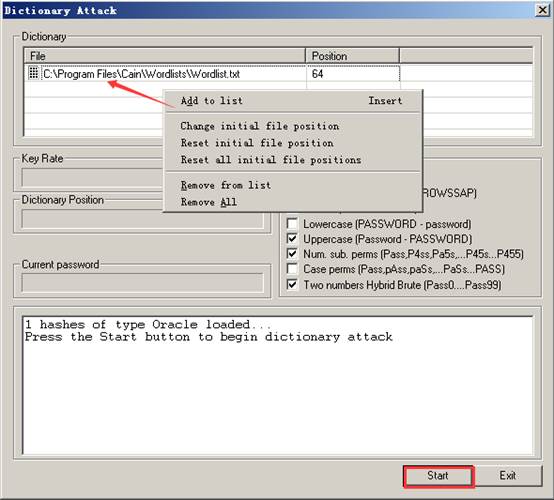 Dictionary Attack
Dictionary
File Position
C:\Program Files\Cain\Wordlists\Wordlist.txt 64
Add to list Insert
Change initial file position
Reset initial file position
Reset all initial file positions
Remove from list
Remove All
Key Rate
Dictionary Position
Current password
ROWSSAP)
Lowercase (PASSWORD - password)
Uppercase (Password - PASSWORD)
Num. sub. perms (Pass,P4ss,Pa5s,...P45s...P455)
Case perms (Pass,pAss,paSs,...PaSs...PASS)
Two numbers Hybrid Brute (Pass0....Pass99)
1 hashes of type Oracle loaded...
Press the Start button to begin dictionary attack
Start Exit